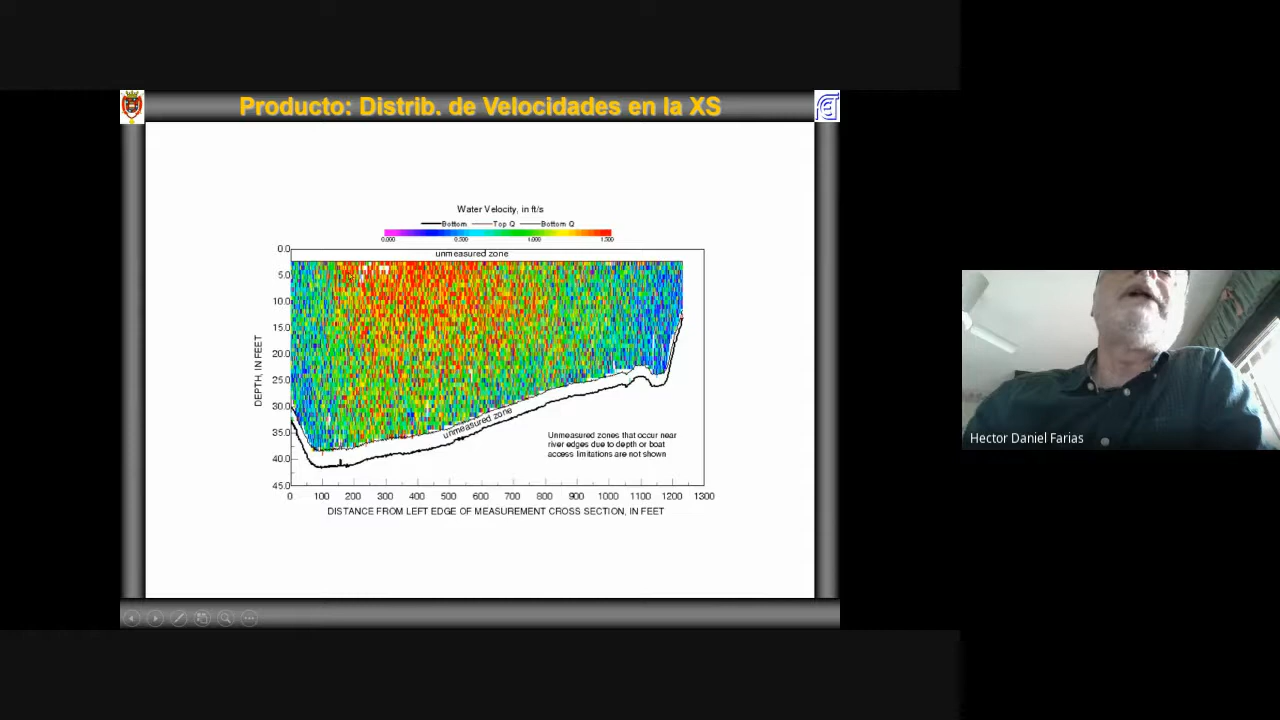 Producto: Distrib. de Velocidades en la XS
Water Velocity, in ft/s
Bottom Top Q Bottom Q
0.000 0.500 1.000 1.500
unmeasured zone
0.0
5.0
10.0
15.0
20.0
25.0
30.0
35.0
40.0
45.0
DEPTH, IN FEET
unmeasured zone
Unmeasured zones that occur near
river edges due to depth or boat
access limitations are not shown
0 100 200 300 400 500 600 700 800 900 1000 1100 1200 1300
DISTANCE FROM LEFT EDGE OF MEASUREMENT CROSS SECTION, IN FEET
Hector Daniel Farias